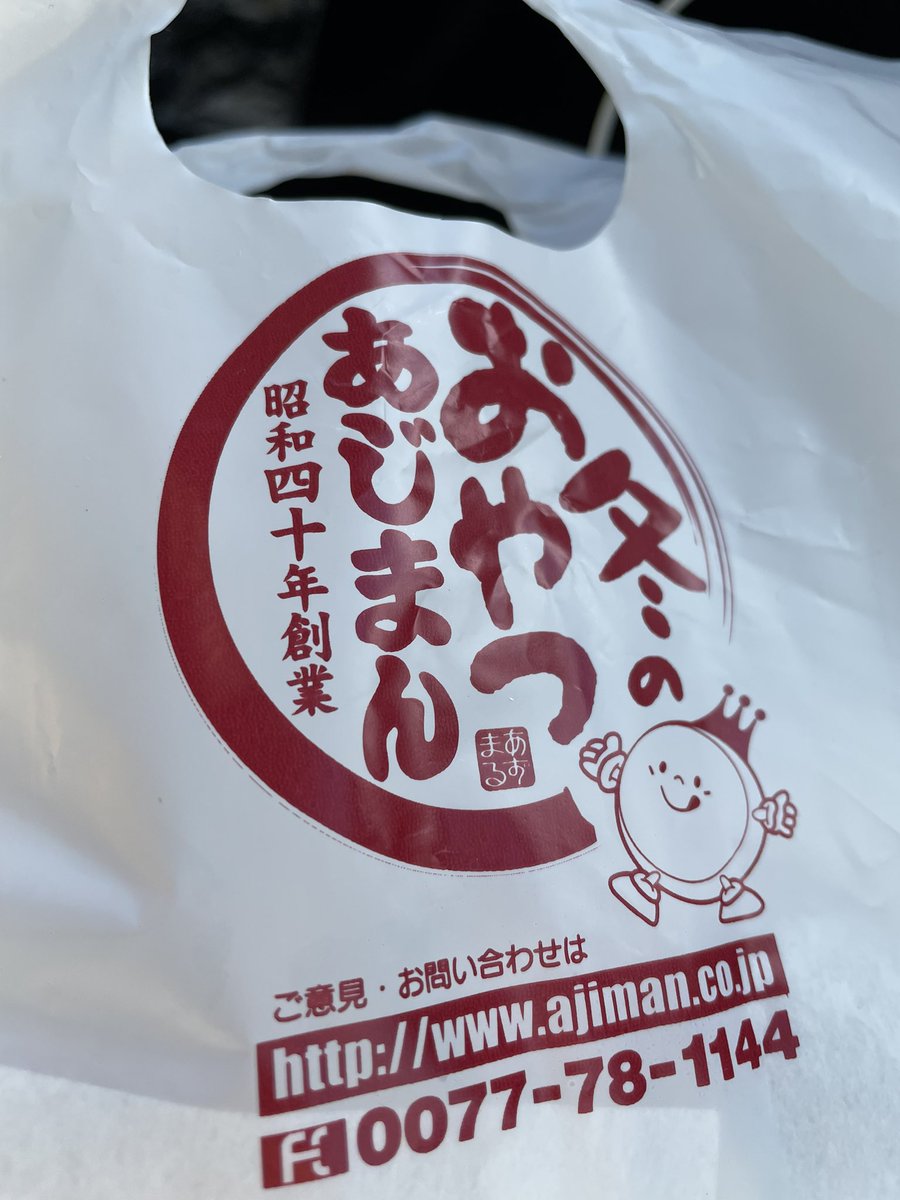 冬の
おやつ
あじまん
昭和四十年創業
あずまる
ご意見・お問い合わせは
http://www.ajiman.co.jp
0077-78-1144